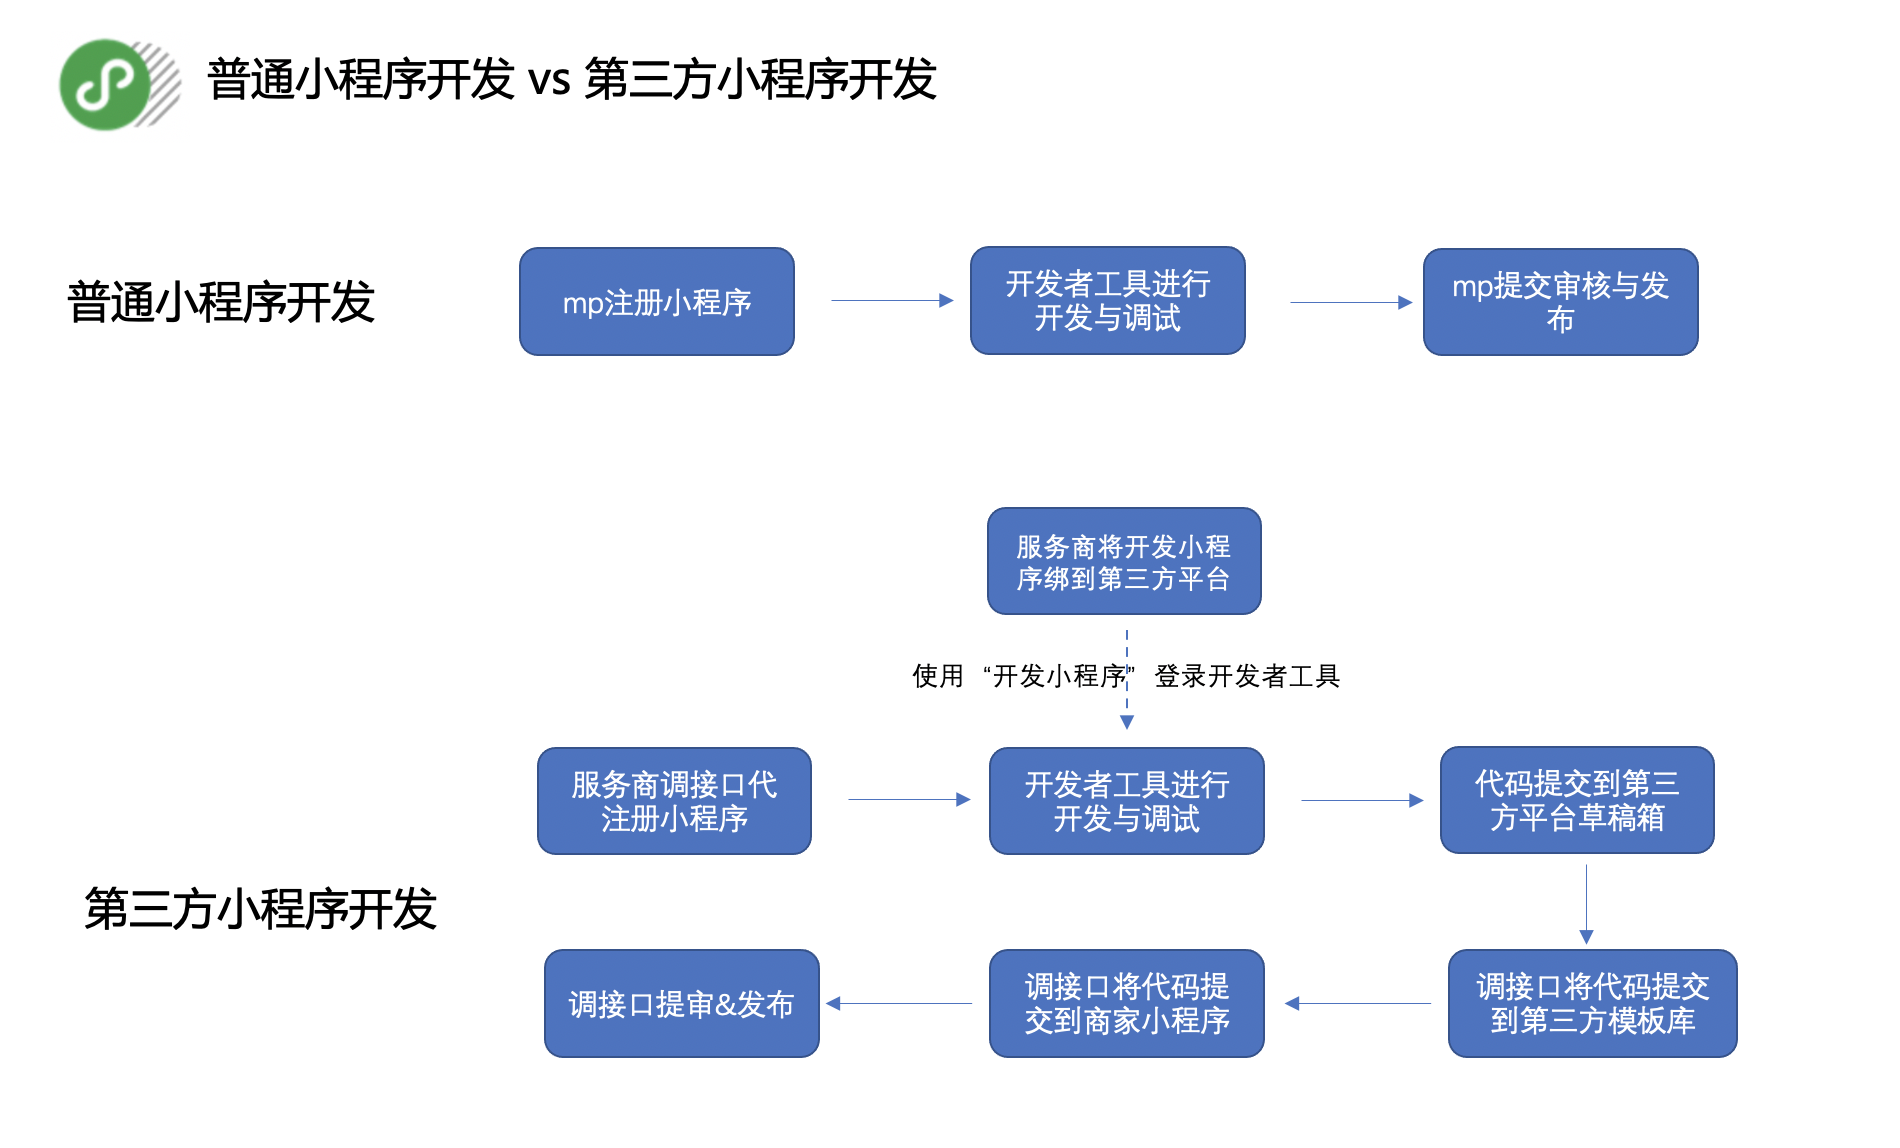 普通小程序开发 vs 第三方小程序开发
普通小程序开发
mp注册小程序
开发者工具进行
开发与调试
mp提交审核与发
布
服务商将开发小程
序绑到第三方平台
使用 “开发小程序” 登录开发者工具
服务商调接口代
注册小程序
开发者工具进行
开发与调试
代码提交到第三
方平台草稿箱
第三方小程序开发
调接口提审&发布
调接口将代码提
交到商家小程序
调接口将代码提交
到第三方模板库